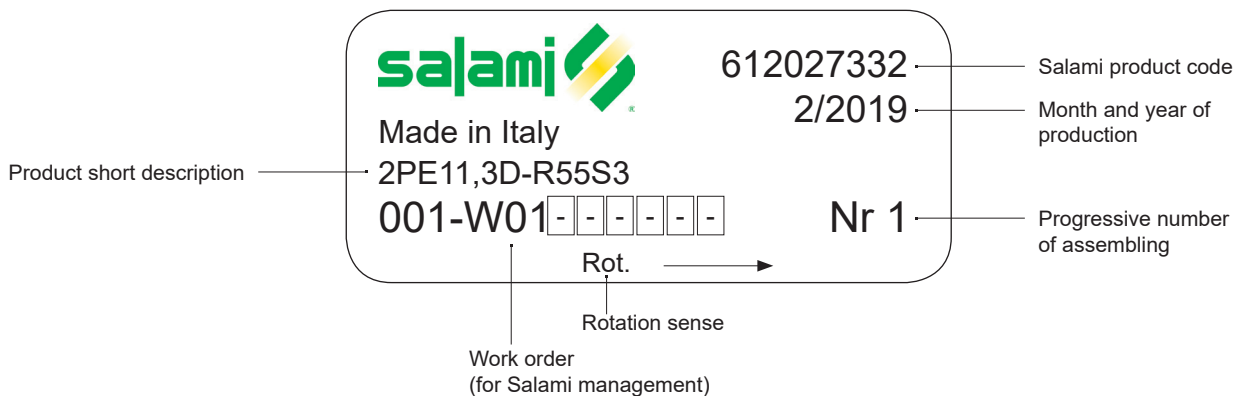 salami
®
612027332
Salami product code
2/2019
Month and year of
production
Made in Italy
Product short description
2PE11,3D-R55S3
001-W01------
Nr 1
Progressive number
of assembling
Rot.
Rotation sense
Work order
(for Salami management)